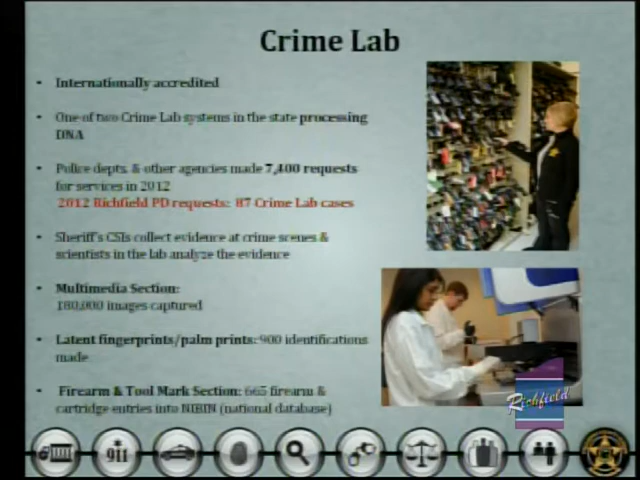 Crime Lab
Internationally accredited
One of two Crime Lab systems in the state processing
DNA
Police depts. & other agencies made 7,400 requests
for services in 2012
2012 Richfield PD requests: 87 Crime Lab cases
Sheriff's CSIs collect evidence at crime scenes &
scientists in the lab analyze the evidence
Multimedia Section:
180,000 images captured
Latent fingerprints/palm prints: 900 identifications
made
Firearm & Tool Mark Section: 665 firearm &
cartridge entries into NIBIN (national database)
Richfield
911